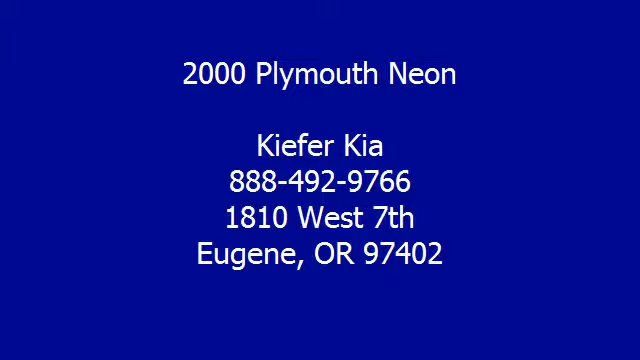 2000 Plymouth Neon
Kiefer Kia
888-492-9766
1810 West 7th
Eugene, OR 97402